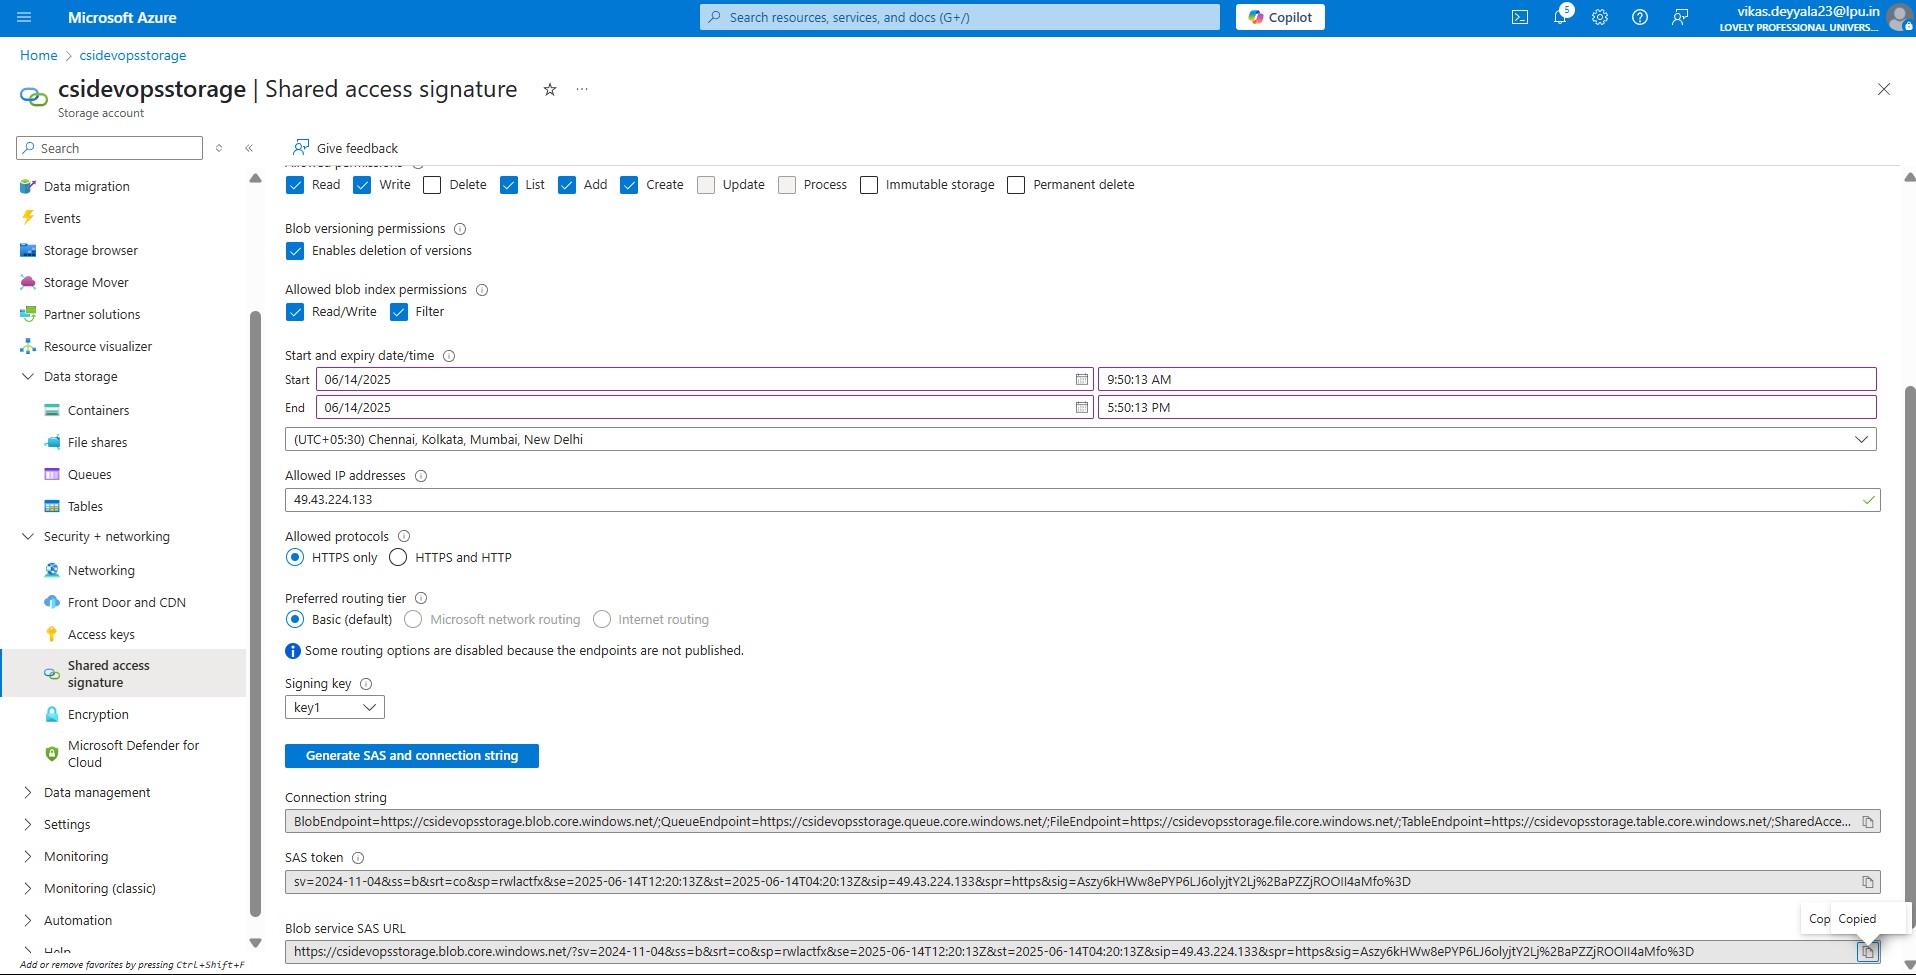 Microsoft Azure
Search resources, services, and docs (G+/)
Copilot
5
vikas.deyyala23@lpu.in
LOVELY PROFESSIONAL UNIVERS...
Home > csidevopsstorage
csidevopsstorage | Shared access signature
Storage account
Search
Give feedback
Data migration
Events
Storage browser
Storage Mover
Partner solutions
Resource visualizer
Data storage
Containers
File shares
Queues
Tables
Security + networking
Networking
Front Door and CDN
Access keys
Shared access
signature
Encryption
Microsoft Defender for
Cloud
Data management
Settings
Monitoring
Monitoring (classic)
Automation
Help
Add or remove favorites by pressing Ctrl+Shift+F
Allowed permissions
Read Write Delete List Add Create Update Process Immutable storage Permanent delete
Blob versioning permissions
Enables deletion of versions
Allowed blob index permissions
Read/Write Filter
Start and expiry date/time
Start 06/14/2025 9:50:13 AM
End 06/14/2025 5:50:13 PM
(UTC+05:30) Chennai, Kolkata, Mumbai, New Delhi
Allowed IP addresses
49.43.224.133
Allowed protocols
HTTPS only HTTPS and HTTP
Preferred routing tier
Basic (default) Microsoft network routing Internet routing
Some routing options are disabled because the endpoints are not published.
Signing key
key1
Generate SAS and connection string
Connection string
BlobEndpoint=https://csidevopsstorage.blob.core.windows.net/;QueueEndpoint=https://csidevopsstorage.queue.core.windows.net/;FileEndpoint=https://csidevopsstorage.file.core.windows.net/;TableEndpoint=https://csidevopsstorage.table.core.windows.net/;SharedAcce...
SAS token
sv=2024-11-04&ss=b&srt=co&sp=rwlactfx&se=2025-06-14T12:20:13Z&st=2025-06-14T04:20:13Z&sip=49.43.224.133&spr=https&sig=Aszy6kHWw8ePYP6LJ6olyjtY2Lj%2BaPZZjROOII4aMfo%3D
Cop Copied
Blob service SAS URL
https://csidevopsstorage.blob.core.windows.net/?sv=2024-11-04&ss=b&srt=co&sp=rwlactfx&se=2025-06-14T12:20:13Z&st=2025-06-14T04:20:13Z&sip=49.43.224.133&spr=https&sig=Aszy6kHWw8ePYP6LJ6olyjtY2Lj%2BaPZZjROOII4aMfo%3D